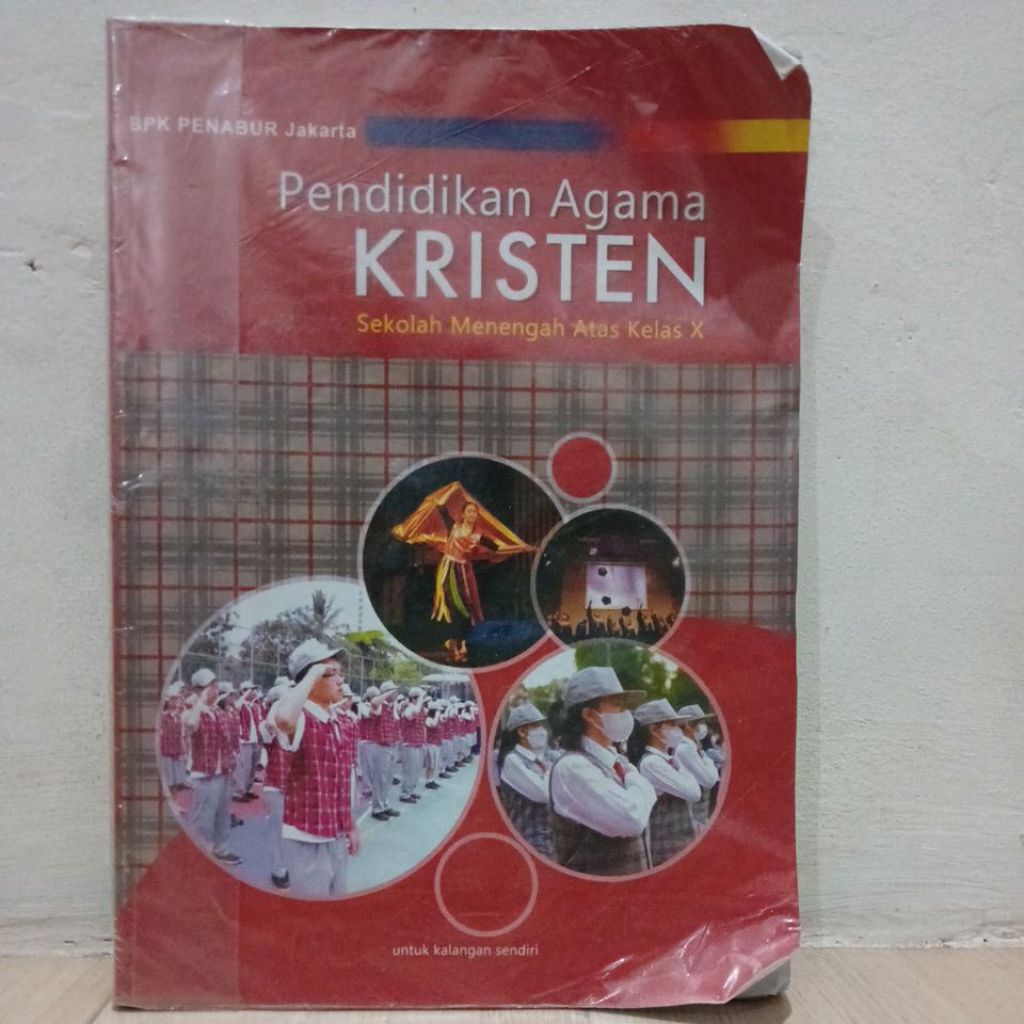 BPK PENABUR Jakarta
Pendidikan Agama
KRISTEN
Sekolah Menengah Atas Kelas X
untuk kalangan sendiri